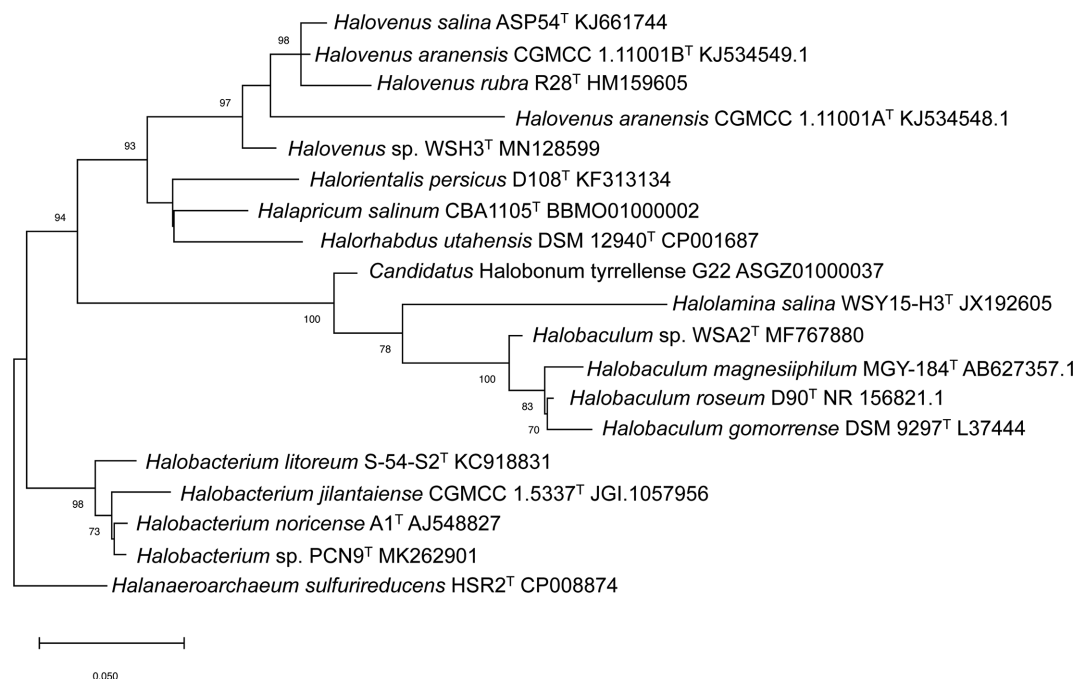 Halovenus salina ASP54ᵀ KJ661744
98
Halovenus aranensis CGMCC 1.11001Bᵀ KJ534549.1
Halovenus rubra R28ᵀ HM159605
97
Halovenus aranensis CGMCC 1.11001Aᵀ KJ534548.1
93
Halovenus sp. WSH3ᵀ MN128599
Halorientalis persicus D108ᵀ KF313134
94
Halapricum salinum CBA1105ᵀ BBMO01000002
Halorhabdus utahensis DSM 12940ᵀ CP001687
Candidatus Halobonum tyrrellense G22 ASGZ01000037
100
Halolamina salina WSY15-H3ᵀ JX192605
78
Halobaculum sp. WSA2ᵀ MF767880
100
Halobaculum magnesiiphilum MGY-184ᵀ AB627357.1
83
Halobaculum roseum D90ᵀ NR 156821.1
70
Halobaculum gomorrense DSM 9297ᵀ L37444
Halobacterium litoreum S-54-S2ᵀ KC918831
98
Halobacterium jilantaiense CGMCC 1.5337ᵀ JGI.1057956
73
Halobacterium noricense A1ᵀ AJ548827
Halobacterium sp. PCN9ᵀ MK262901
Halanaeroarchaeum sulfurireducens HSR2ᵀ CP008874
0.050